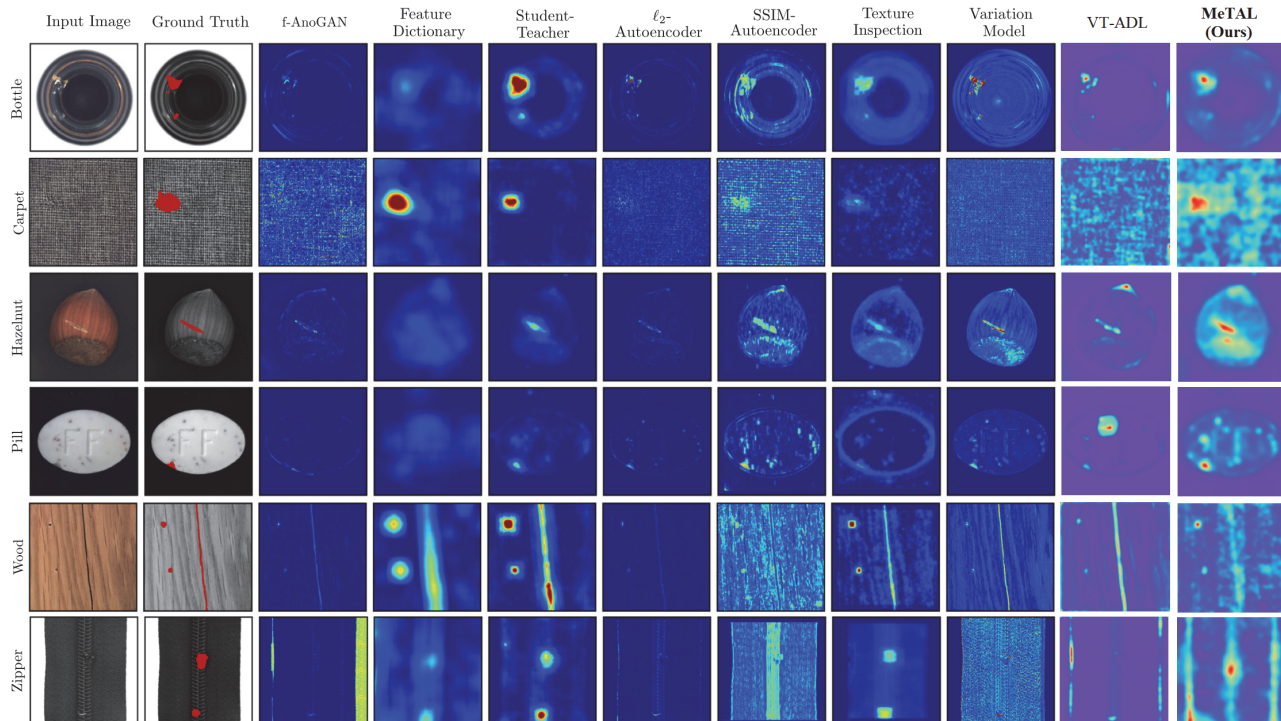 Input Image
Ground Truth
f-AnoGAN
Feature
Dictionary
Student-
Teacher
ℓ2-
Autoencoder
SSIM-
Autoencoder
Texture
Inspection
Variation
Model
VT-ADL
MeTAL
(Ours)
Bottle
Carpet
Hazelnut
Pill
FF
Wood
Zipper